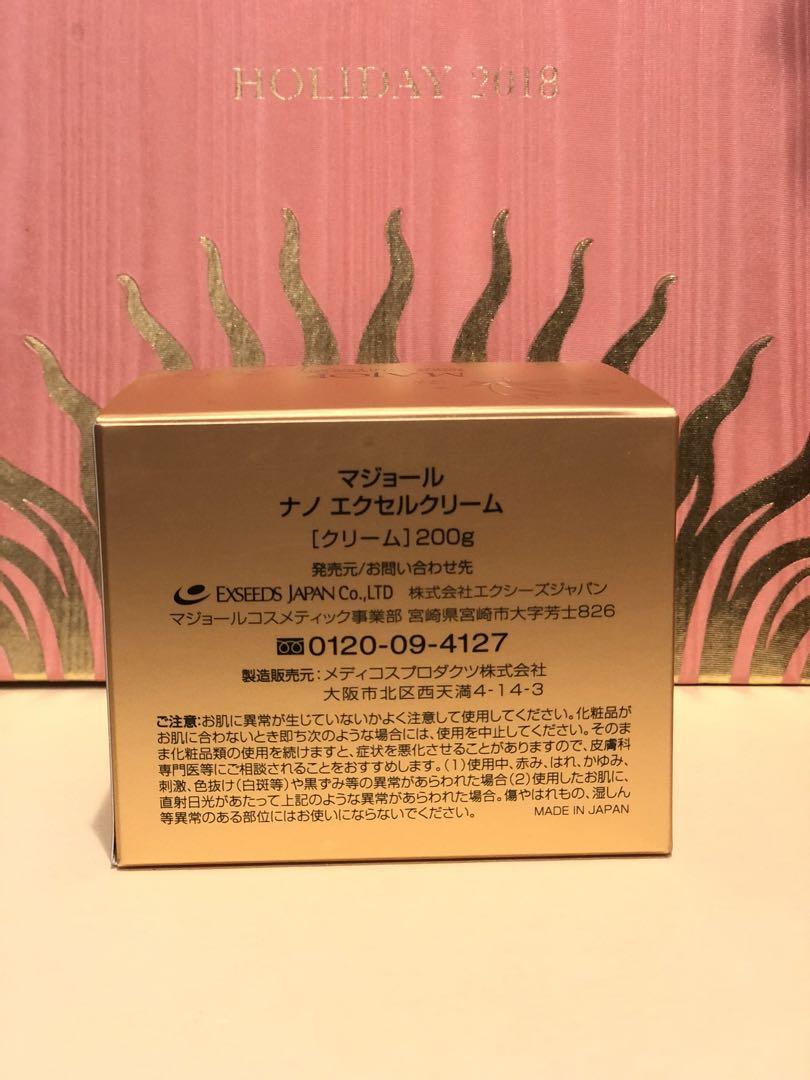 HOLIDAY 2018
マジョール
ナノ エクセルクリーム
[クリーム]200g
発売元/お問い合わせ先
EXSEEDS JAPAN CO.,LTD 株式会社エクシーズジャパン
マジョールコスメティック事業部 宮崎県宮崎市大字芳士826
0120-09-4127
製造販売元:メディコスプロダクツ株式会社
大阪市北区西天満4-14-3
ご注意:お肌に異常が生じていないかよく注意して使用してください。化粧品が
お肌に合わないとき即ち次のような場合には、使用を中止してください。そのま
ま化粧品類の使用を続けますと、症状を悪化させることがありますので、皮膚科
専門医等にご相談されることをおすすめします。(1)使用中、赤み、はれ、かゆみ、
刺激、色抜け(白斑等)や黒ずみ等の異常があらわれた場合(2)使用したお肌に、
直射日光があたって上記のような異常があらわれた場合。傷やはれもの、湿しん
等異常のある部位にはお使いにならないでください。
MADE IN JAPAN